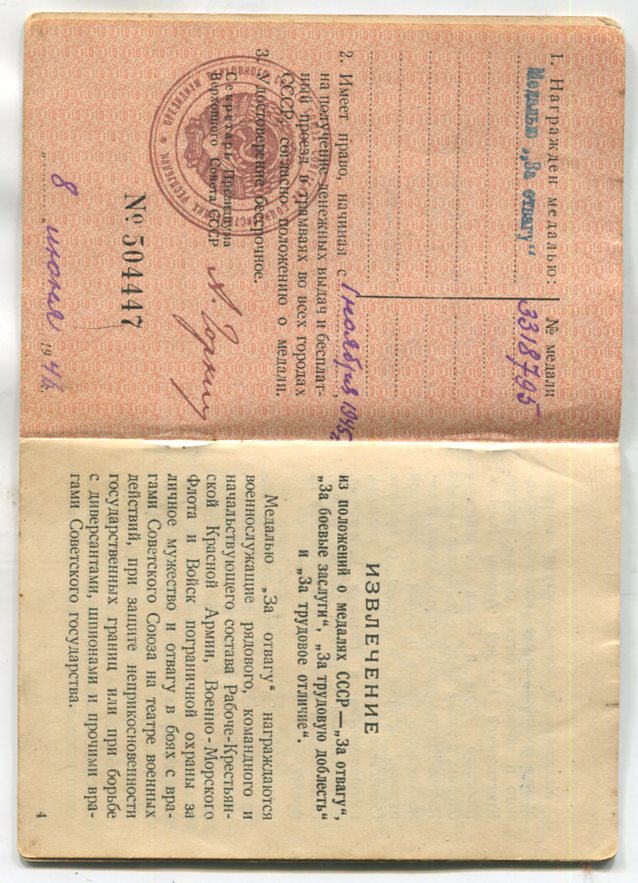 1. Награжден медалью: № медали
Медалью „За отвагу“ 3318795
2. Имеет право, начиная с 1 ноября 1945г.
на получение денежных выдач и бесплат-
ный проезд в трамваях во всех городах
СССР, согласно положению о медали.
3. Удостоверение бессрочное.
Секретарь Президиума
Верховного Совета СССР А. Горкин
№ 504447
„ 8 “ июня 194
ИЗВЛЕЧЕНИЕ
из положений о медалях СССР — „За отвагу“,
„За боевые заслуги“, „За трудовую доблесть“
и „За трудовое отличие“.
Медалью „За отвагу“ награждаются
военнослужащие рядового, командного и
начальствующего состава Рабоче-Крестьян-
ской Красной Армии, Военно-Морского
Флота и Войск пограничной охраны за
личное мужество и отвагу в боях с вра-
гами Советского Союза на театре военных
действий, при защите неприкосновенности
государственных границ или при борьбе
с диверсантами, шпионами и прочими вра-
гами Советского государства.
4